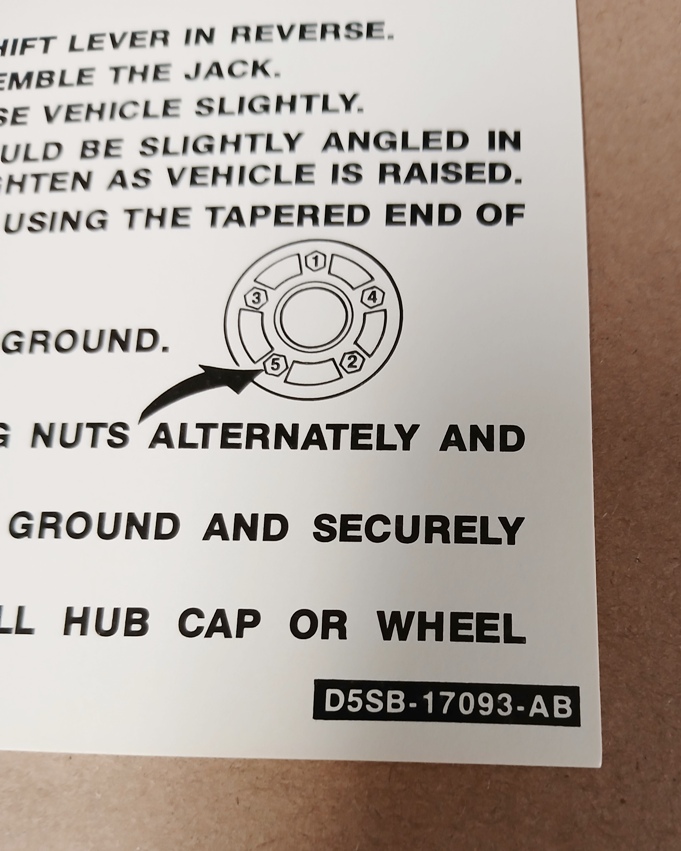 HIFT LEVER IN REVERSE.
EMBLE THE JACK.
SE VEHICLE SLIGHTLY.
ULD BE SLIGHTLY ANGLED IN
GHTEN AS VEHICLE IS RAISED.
USING THE TAPERED END OF
1
3 4
GROUND.
5 2
G NUTS ALTERNATELY AND
GROUND AND SECURELY
LL HUB CAP OR WHEEL
D5SB-17093-AB